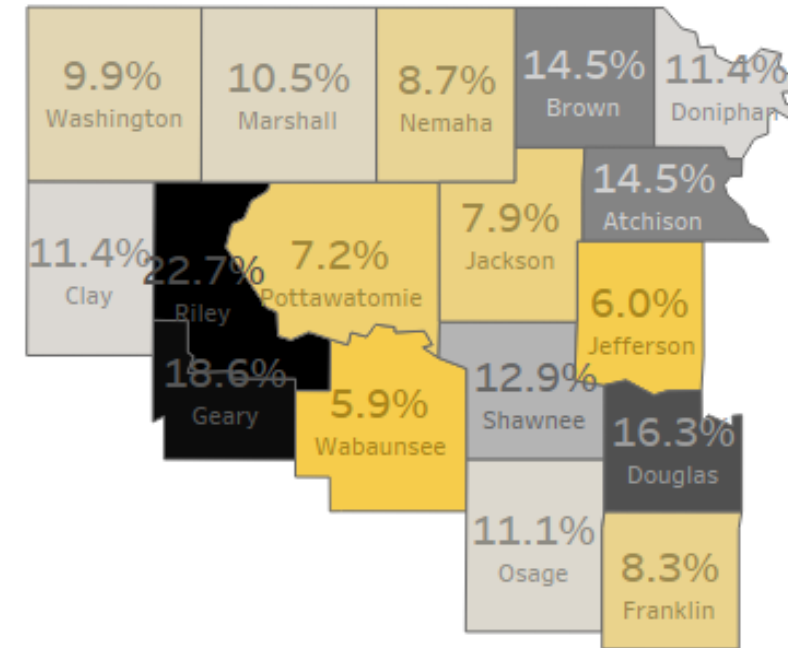 9.9%
Washington
10.5%
Marshall
8.7%
Nemaha
14.5%
Brown
11.4%
Doniphan
11.4%
Clay
22.7%
Riley
7.2%
Pottawatomie
7.9%
Jackson
14.5%
Atchison
6.0%
Jefferson
18.6%
Geary
5.9%
Wabaunsee
12.9%
Shawnee
16.3%
Douglas
11.1%
Osage
8.3%
Franklin